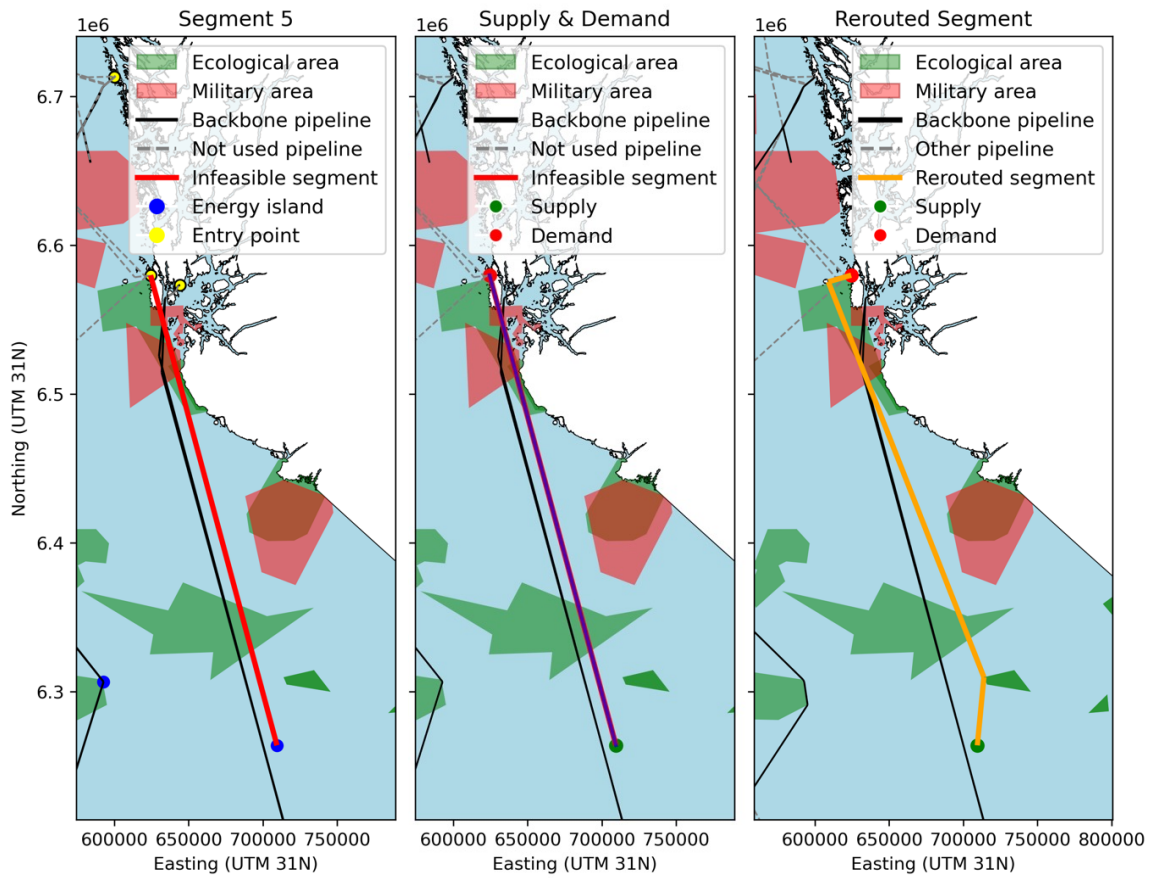 Segment 5
Supply & Demand
Rerouted Segment
1e6
1e6
1e6
Ecological area
Military area
Backbone pipeline
Not used pipeline
Infeasible segment
Energy island
Entry point
Ecological area
Military area
Backbone pipeline
Not used pipeline
Infeasible segment
Supply
Demand
Ecological area
Military area
Backbone pipeline
Other pipeline
Rerouted segment
Supply
Demand
6.7
6.6
6.5
6.4
6.3
Northing (UTM 31N)
600000 650000 700000 750000
600000 650000 700000 750000
600000 650000 700000 750000 800000
Easting (UTM 31N)
Easting (UTM 31N)
Easting (UTM 31N)